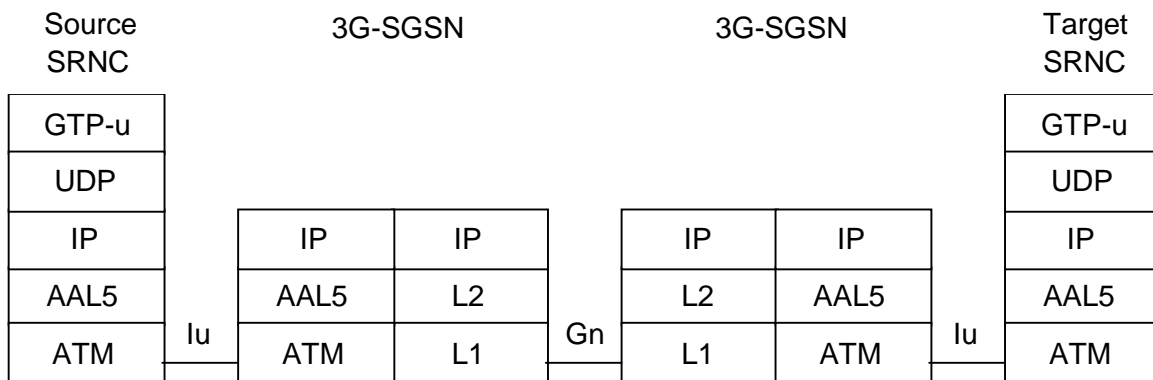 Source 3G-SGSN 3G-SGSN Target
SRNC SRNC
GTP-u GTP-u
UDP UDP
IP IP IP IP IP IP
AAL5 AAL5 L2 L2 AAL5 AAL5
ATM Iu ATM L1 Gn L1 ATM Iu ATM